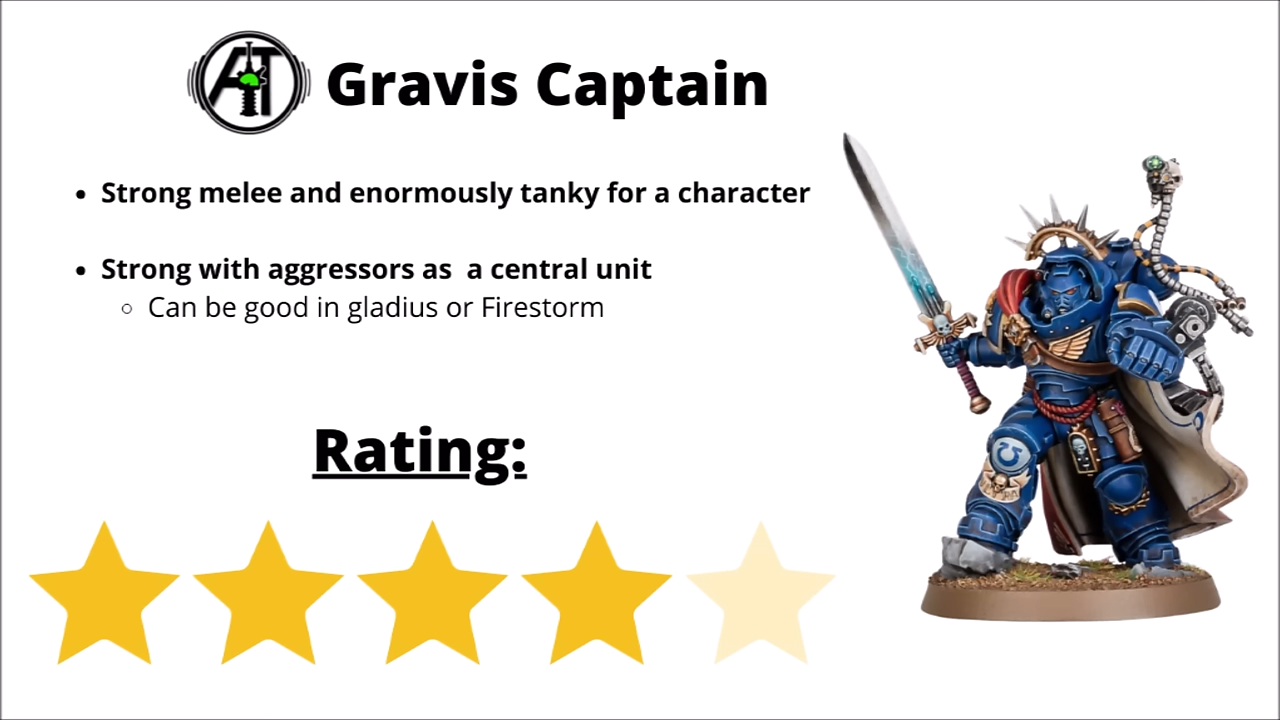 AT
Gravis Captain
• Strong melee and enormously tanky for a character
• Strong with aggressors as  a central unit
○ Can be good in gladius or Firestorm
Rating: